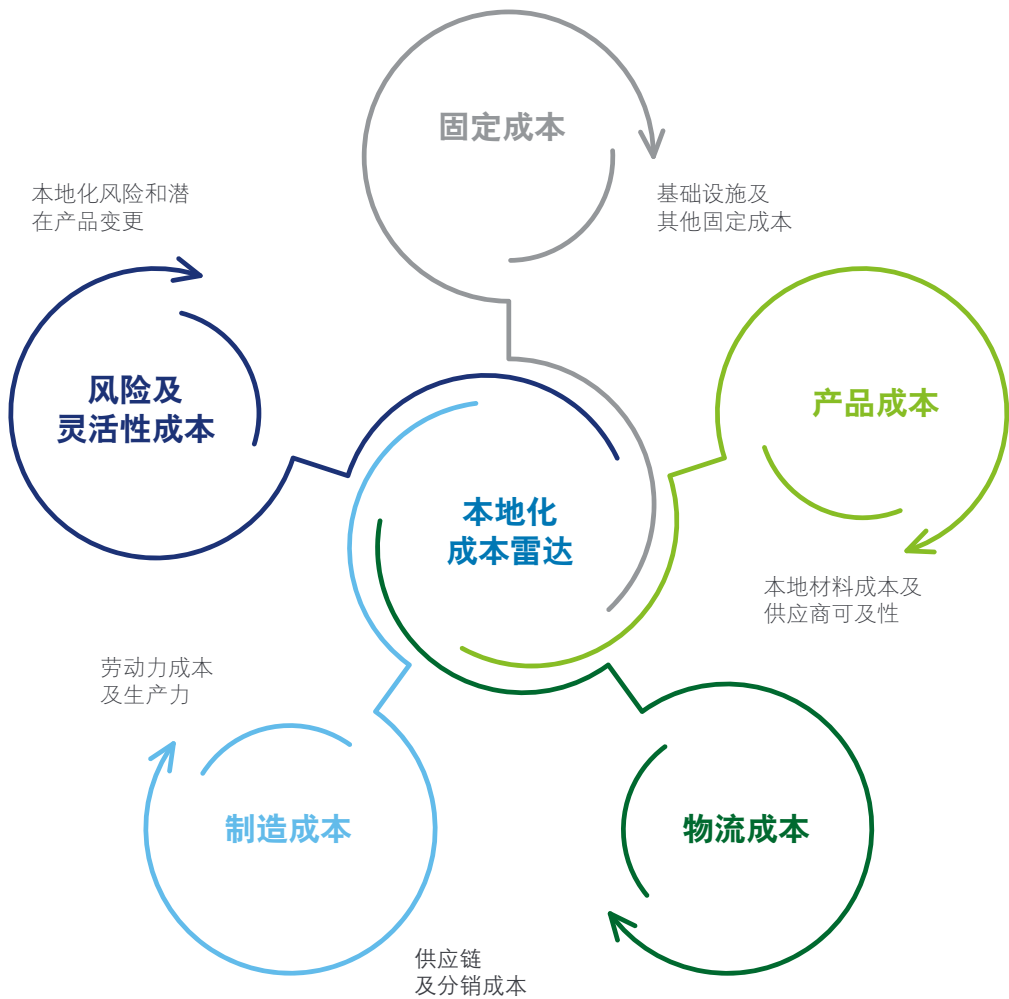 固定成本
基础设施及
其他固定成本
本地化风险和潜
在产品变更
风险及
灵活性成本
产品成本
本地化
成本雷达
本地材料成本及
供应商可及性
劳动力成本
及生产力
制造成本
物流成本
供应链
及分销成本